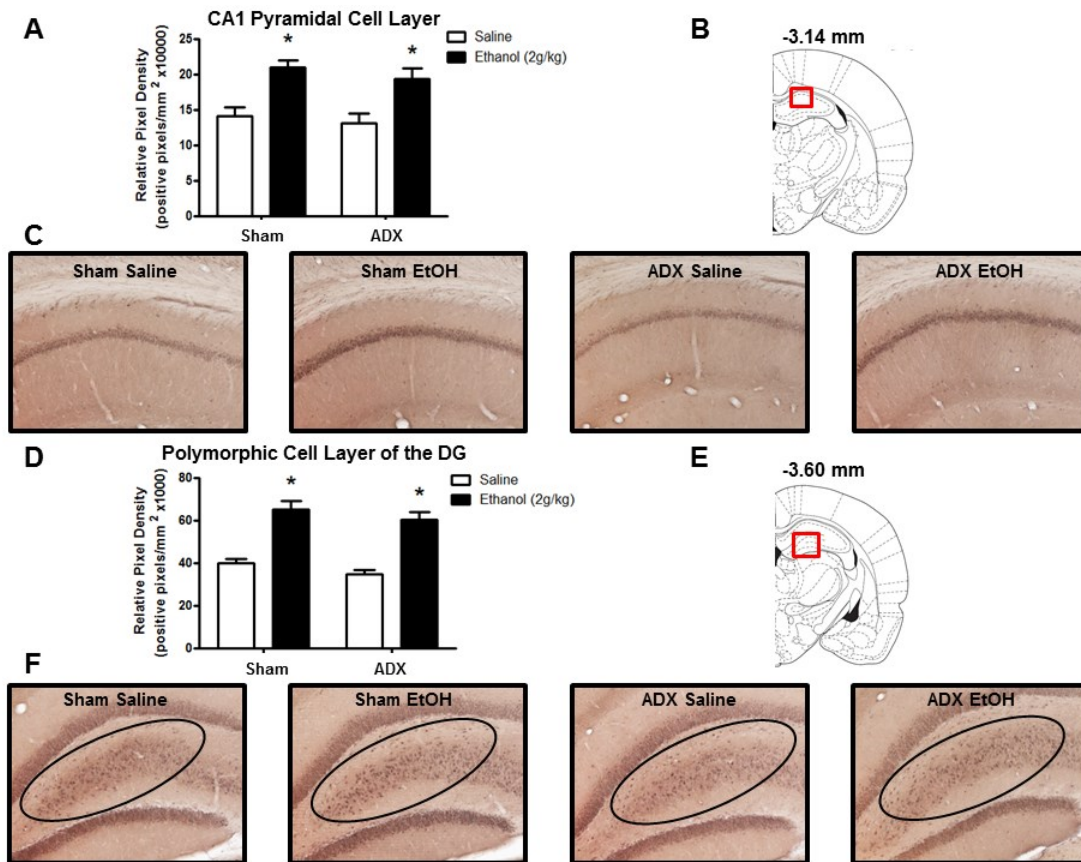 A
CA1 Pyramidal Cell Layer
Relative Pixel Density
(positive pixels/mm ² x10000)
25
20
15
10
5
0
*
*
Saline
Ethanol (2g/kg)
Sham
ADX
B
-3.14 mm
C
Sham Saline
Sham EtOH
ADX Saline
ADX EtOH
D
Polymorphic Cell Layer of the DG
Relative Pixel Density
(positive pixels/mm ² x1000)
80
60
40
20
0
*
*
Saline
Ethanol (2g/kg)
Sham
ADX
E
-3.60 mm
F
Sham Saline
Sham EtOH
ADX Saline
ADX EtOH